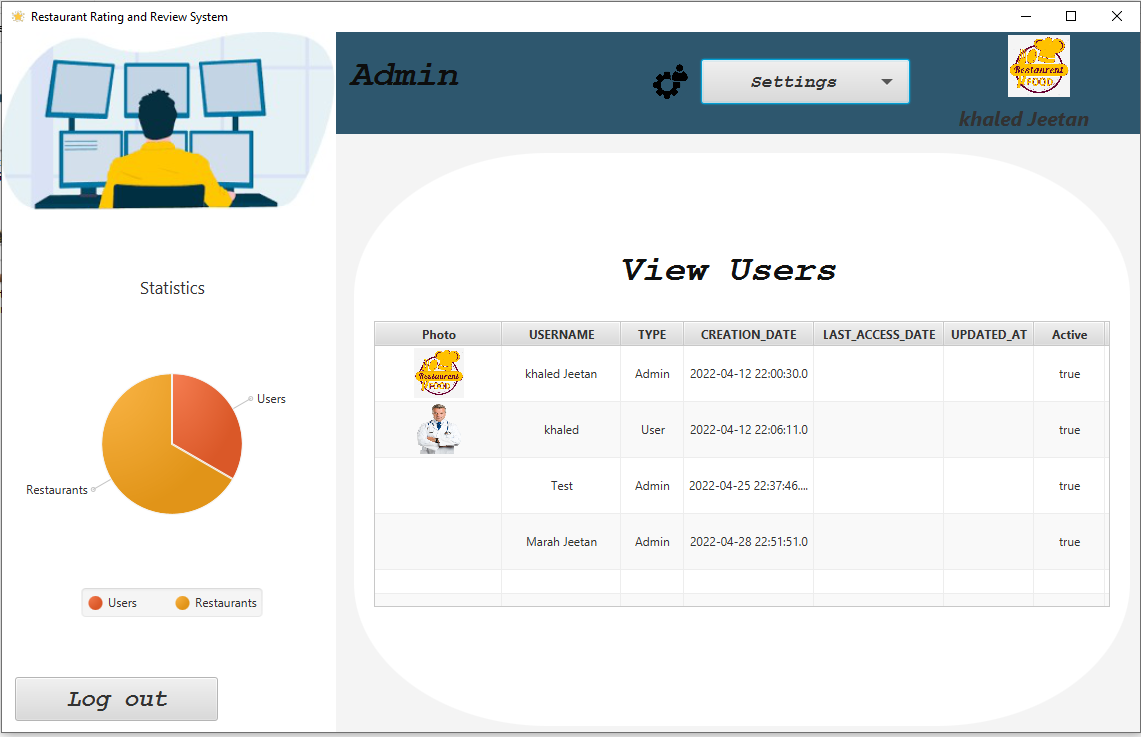 Restaurant Rating and Review System
Admin
Settings
Restaurent
FOOD
khaled Jeetan
Statistics
Users
Restaurants
Users Restaurants
Log out
View Users
Photo USERNAME TYPE CREATION_DATE LAST_ACCESS_DATE UPDATED_AT Active
Restaurent
FOOD
khaled Jeetan Admin 2022-04-12 22:00:30.0 true
khaled User 2022-04-12 22:06:11.0 true
Test Admin 2022-04-25 22:37:46.... true
Marah Jeetan Admin 2022-04-28 22:51:51.0 true